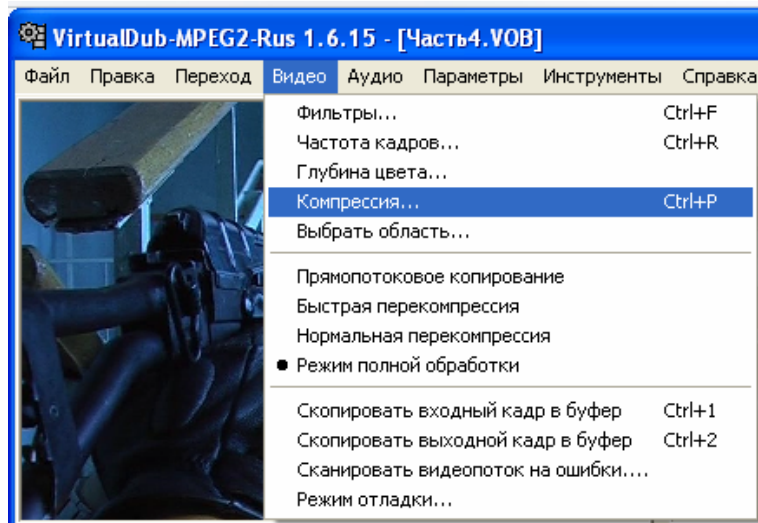 VirtualDub-MPEG2-Rus 1.6.15 - [Часть4.VOB]
Файл Правка Переход Видео Аудио Параметры Инструменты Справка
Фильтры... Ctrl+F
Частота кадров... Ctrl+R
Глубина цвета...
Компрессия... Ctrl+P
Выбрать область...
Прямопотоковое копирование
Быстрая перекомпрессия
Нормальная перекомпрессия
Режим полной обработки
Скопировать входный кадр в буфер Ctrl+1
Скопировать выходной кадр в буфер Ctrl+2
Сканировать видеопоток на ошибки....
Режим отладки...